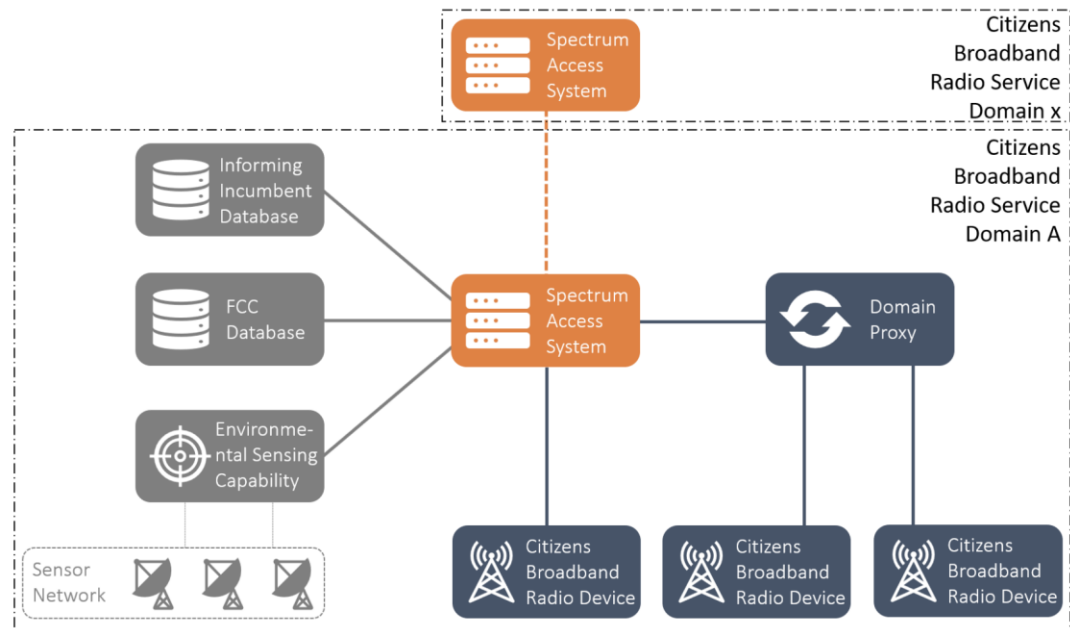 Spectrum
Access
System
Citizens
Broadband
Radio Service
Domain x
Citizens
Broadband
Radio Service
Domain A
Informing
Incumbent
Database
FCC
Database
Environme-
ntal Sensing
Capability
Sensor
Network
Spectrum
Access
System
Domain
Proxy
Citizens
Broadband
Radio Device
Citizens
Broadband
Radio Device
Citizens
Broadband
Radio Device